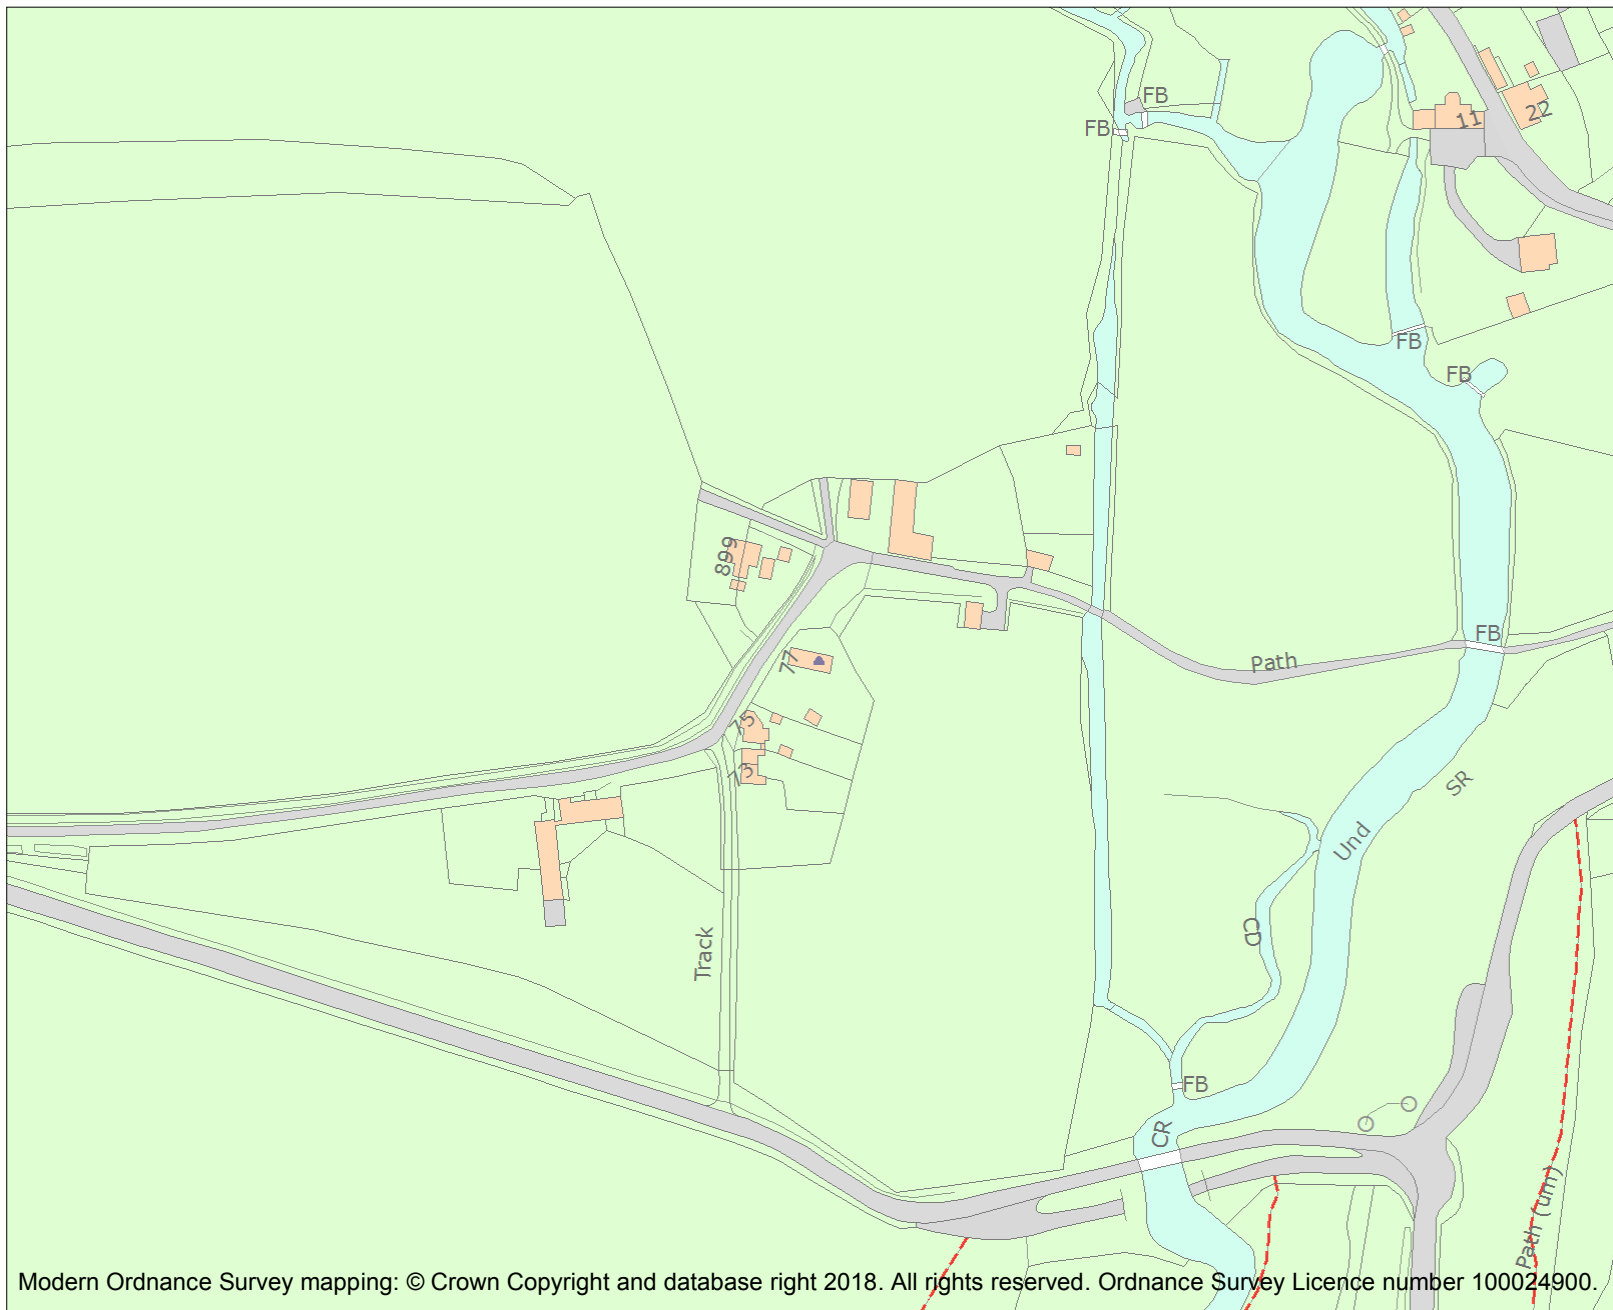 FB
FB
11
22
FB
FB
668
FB
Path
77
75
73
SR
Und
CD
Track
FB
CR
Path (um)
Modern Ordnance Survey mapping: © Crown Copyright and database right 2018. All rights reserved. Ordnance Survey Licence number 100024900.